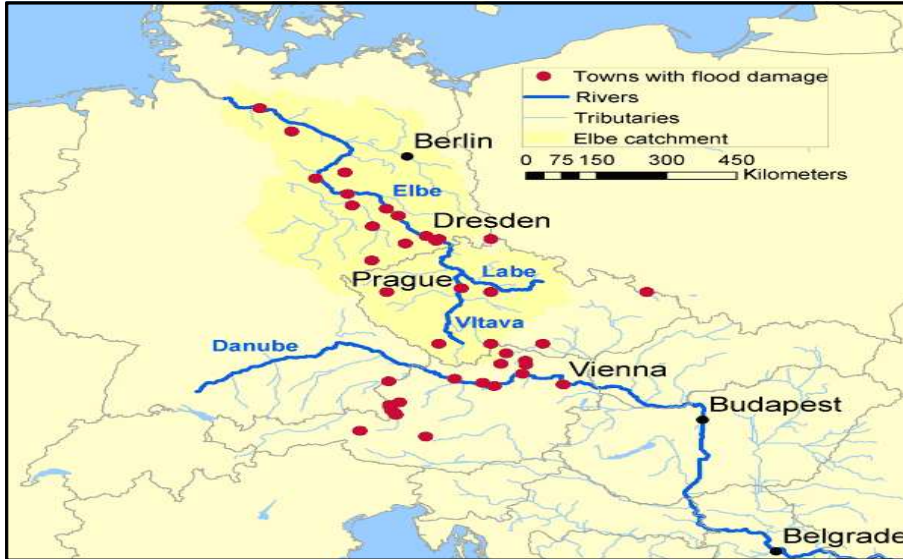 Towns with flood damage
Rivers
Tributaries
Elbe catchment
0 75 150 300 450
Kilometers
Berlin
Elbe
Dresden
Labe
Prague
Vltava
Danube
Vienna
Budapest
Belgrade